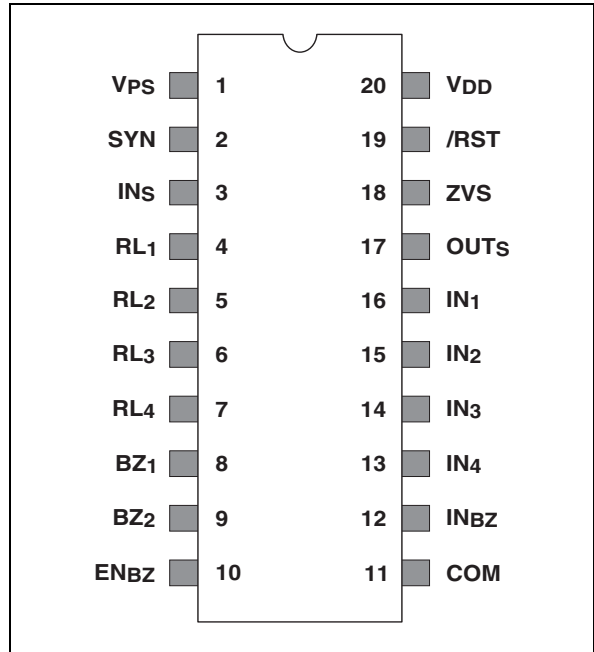 VPS 1 20 VDD
SYN 2 19 /RST
INS 3 18 ZVS
RL1 4 17 OUTS
RL2 5 16 IN1
RL3 6 15 IN2
RL4 7 14 IN3
BZ1 8 13 IN4
BZ2 9 12 INBZ
ENBZ 10 11 COM